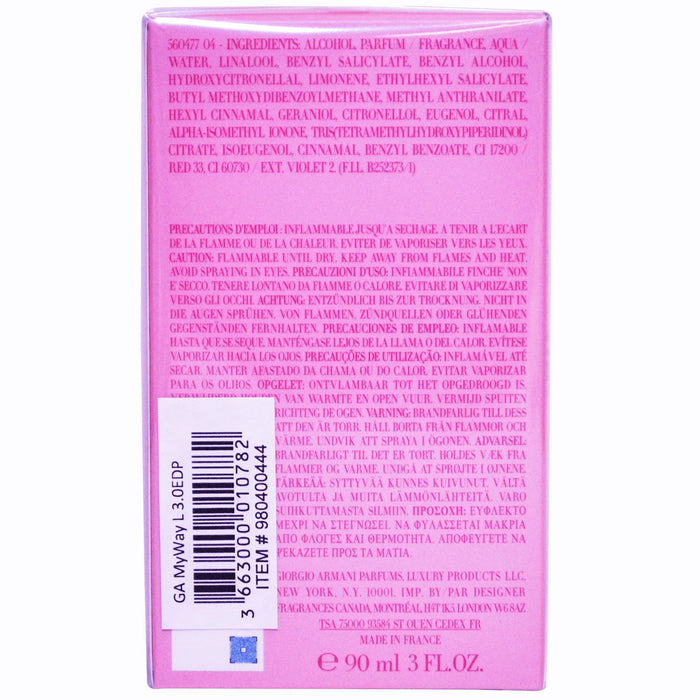 560477 04 - INGREDIENTS: ALCOHOL, PARFUM / FRAGRANCE, AQUA /
WATER, LINALOOL, BENZYL SALICYLATE, BENZYL ALCOHOL,
HYDROXYCITRONELLAL, LIMONENE, ETHYLHEXYL SALICYLATE,
BUTYL METHOXYDIBENZOYLMETHANE, METHYL ANTHRANILATE,
HEXYL CINNAMAL, GERANIOL, CITRONELLOL, EUGENOL, CITRAL,
ALPHA-ISOMETHYL IONONE, TRIS(TETRAMETHYLHYDROXYPIPERIDINOL)
CITRATE, ISOEUGENOL, CINNAMAL, BENZYL BENZOATE, CI 17200 /
RED 33, CI 60730 / EXT. VIOLET 2. (F.I.L. B252373/1)
PRECAUTIONS D'EMPLOI : INFLAMMABLE JUSQU'A SECHAGE. A TENIR A L'ECART
DE LA FLAMME OU DE LA CHALEUR. EVITER DE VAPORISER VERS LES YEUX.
CAUTION: FLAMMABLE UNTIL DRY. KEEP AWAY FROM FLAMES AND HEAT.
AVOID SPRAYING IN EYES. PRECAUZIONI D'USO: INFIAMMABILE FINCHE' NON
E' SECCO. TENERE LONTANO DA FIAMME O CALORE. EVITARE DI VAPORIZZARE
VERSO GLI OCCHI. ACHTUNG: ENTZÜNDLICH BIS ZUR TROCKNUNG. NICHT IN
DIE AUGEN SPRÜHEN. VON FLAMMEN, ZÜNDQUELLEN ODER GLÜHENDEN
GEGENSTÄNDEN FERNHALTEN. PRECAUCIONES DE EMPLEO: INFLAMABLE
HASTA QUE SE SEQUE. MANTÉNGASE LEJOS DE LA LLAMA O DEL CALOR. EVÍTESE
VAPORIZAR HACIA LOS OJOS. PRECAUÇÕES DE UTILIZAÇÃO: INFLAMÁVEL ATÉ
SECAR. MANTER AFASTADO DA CHAMA OU DO CALOR. EVITAR VAPORIZAR
PARA OS OLHOS. OPGELET: ONTVLAMBAAR TOT HET OPGEDROOGD IS.
VAN WARMTE EN OPEN VUUR. VERMIJD SPUITEN
RICHTING DE OGEN. VARNING: BRANDFARLIG TILL DESS
ATT DEN ÄR TORR. HÅLL BORTA FRÅN FLAMMOR OCH
VÄRME. UNDVIK ATT SPRAYA I ÖGONEN. ADVARSEL:
BRANDFARLIGT TIL DET ER TØRT. HOLDES VÆK FRA
FLAMMER OG VARME. UNDGÅ AT SPRØJTE I ØJNENE.
TÄRKEÄÄ: SYTTYVÄÄ KUNNES KUIVUNUT. VÄLTÄ
AVOTULTA JA MUITA LÄMMÖNLÄHTEITÄ. VARO
SUIHKUTTAMASTA SILMIIN. ΠΡΟΣΟΧΗ: ΕΥΦΛΕΚΤΟ
ΜΕΧΡΙ ΝΑ ΣΤΕΓΝΩΣΕΙ. ΝΑ ΦΥΛΑΣΣΕΤΑΙ ΜΑΚΡΙΑ
ΑΠΟ ΦΛΟΓΕΣ ΚΑΙ ΘΕΡΜΟΤΗΤΑ. ΑΠΟΦΕΥΓΕΤΕ ΝΑ
ΨΕΚΑΖΕΤΕ ΠΡΟΣ ΤΑ ΜΑΤΙΑ.
GIORGIO ARMANI PARFUMS, LUXURY PRODUCTS LLC,
NEW YORK, N.Y. 10001. IMP. BY/PAR DESIGNER
FRAGRANCES CANADA, MONTRÉAL, H4T 1K5 LONDON W6 8AZ
TSA 75000 93584 ST OUEN CEDEX FR
MADE IN FRANCE
℮ 90 ml 3 FL.OZ.
GA MyWay L 3.0EDP
3 663000 010782
ITEM # 980400444